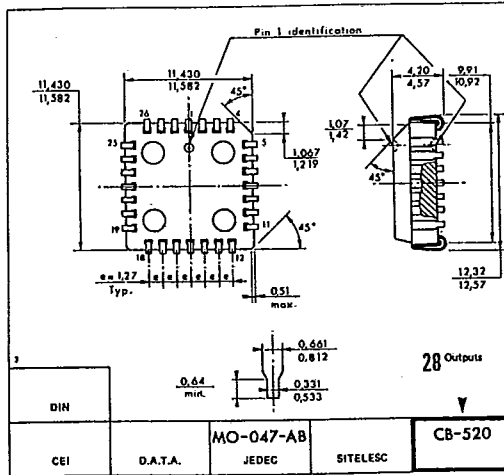 Pin 1 identification
11,430
11,582
45°
4,20
4,57
9,91
10,92
26
4
1,07
1,42
25
5
1,067
1,219
45°
19
11
45°
18
12
e = 1,27
e e e e e
Typ.
0,51
max.
12,32
12,57
11,430
11,582
0,661
0,812
0,64
min.
0,331
0,533
28 Outputs
DIN
CEI
D.A.T.A.
MO-047-AB
JEDEC
SITELESC
CB-520